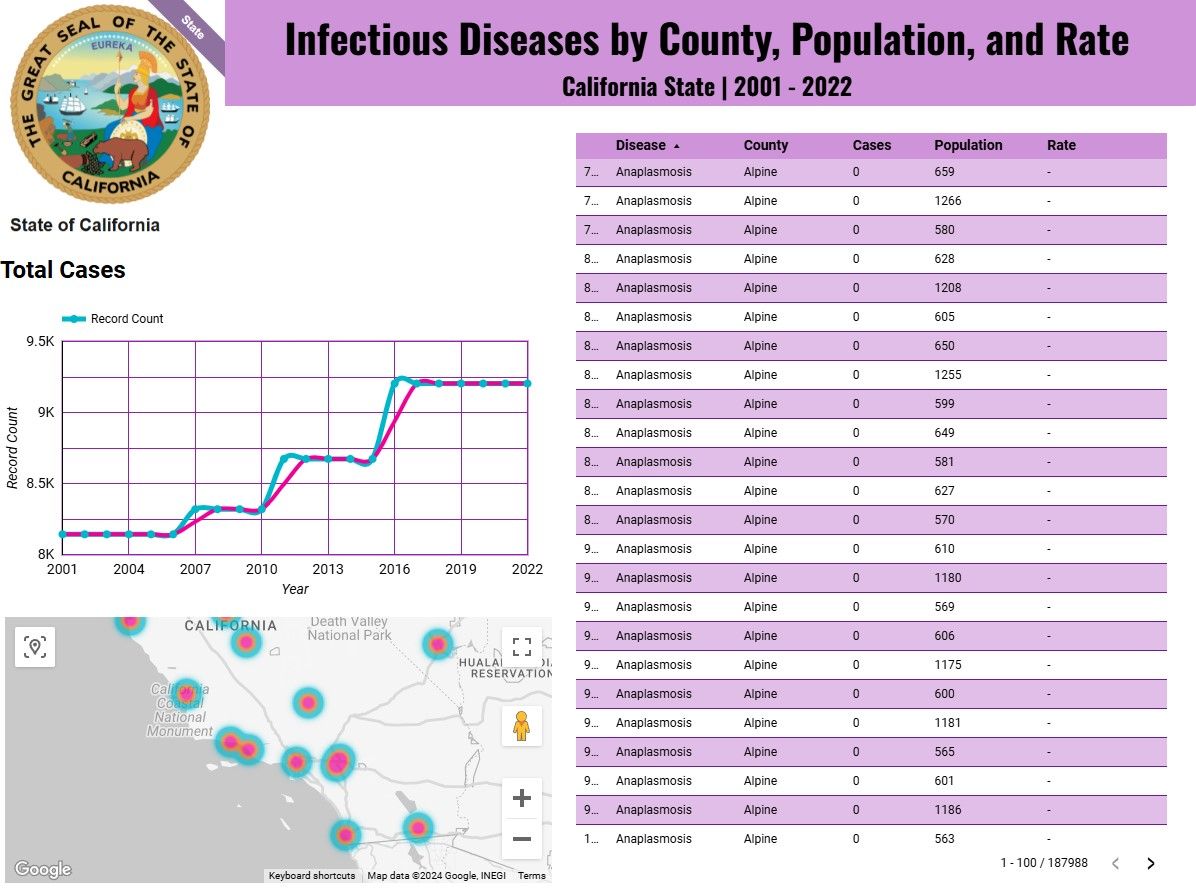 THE GREAT SEAL OF THE STATE OF CALIFORNIA
EUREKA
State
Infectious Diseases by County, Population, and Rate
California State | 2001 - 2022
State of California
Total Cases
Record Count
9.5K
9K
8.5K
8K
Record Count
2001 2004 2007 2010 2013 2016 2019 2022
Year
CALIFORNIA
Death Valley
National Park
RESERVATION
California
Coastal
National
Monument
Google
Keyboard shortcuts Map data ©2024 Google, INEGI Terms
Disease County Cases Population Rate
7... Anaplasmosis Alpine 0 659 -
7... Anaplasmosis Alpine 0 1266 -
7... Anaplasmosis Alpine 0 580 -
8... Anaplasmosis Alpine 0 628 -
8... Anaplasmosis Alpine 0 1208 -
8... Anaplasmosis Alpine 0 605 -
8... Anaplasmosis Alpine 0 650 -
8... Anaplasmosis Alpine 0 1255 -
8... Anaplasmosis Alpine 0 599 -
8... Anaplasmosis Alpine 0 649 -
8... Anaplasmosis Alpine 0 581 -
8... Anaplasmosis Alpine 0 627 -
8... Anaplasmosis Alpine 0 570 -
9... Anaplasmosis Alpine 0 610 -
9... Anaplasmosis Alpine 0 1180 -
9... Anaplasmosis Alpine 0 569 -
9... Anaplasmosis Alpine 0 606 -
9... Anaplasmosis Alpine 0 1175 -
9... Anaplasmosis Alpine 0 600 -
9... Anaplasmosis Alpine 0 1181 -
9... Anaplasmosis Alpine 0 565 -
9... Anaplasmosis Alpine 0 601 -
9... Anaplasmosis Alpine 0 1186 -
1... Anaplasmosis Alpine 0 563 -
1 - 100 / 187988